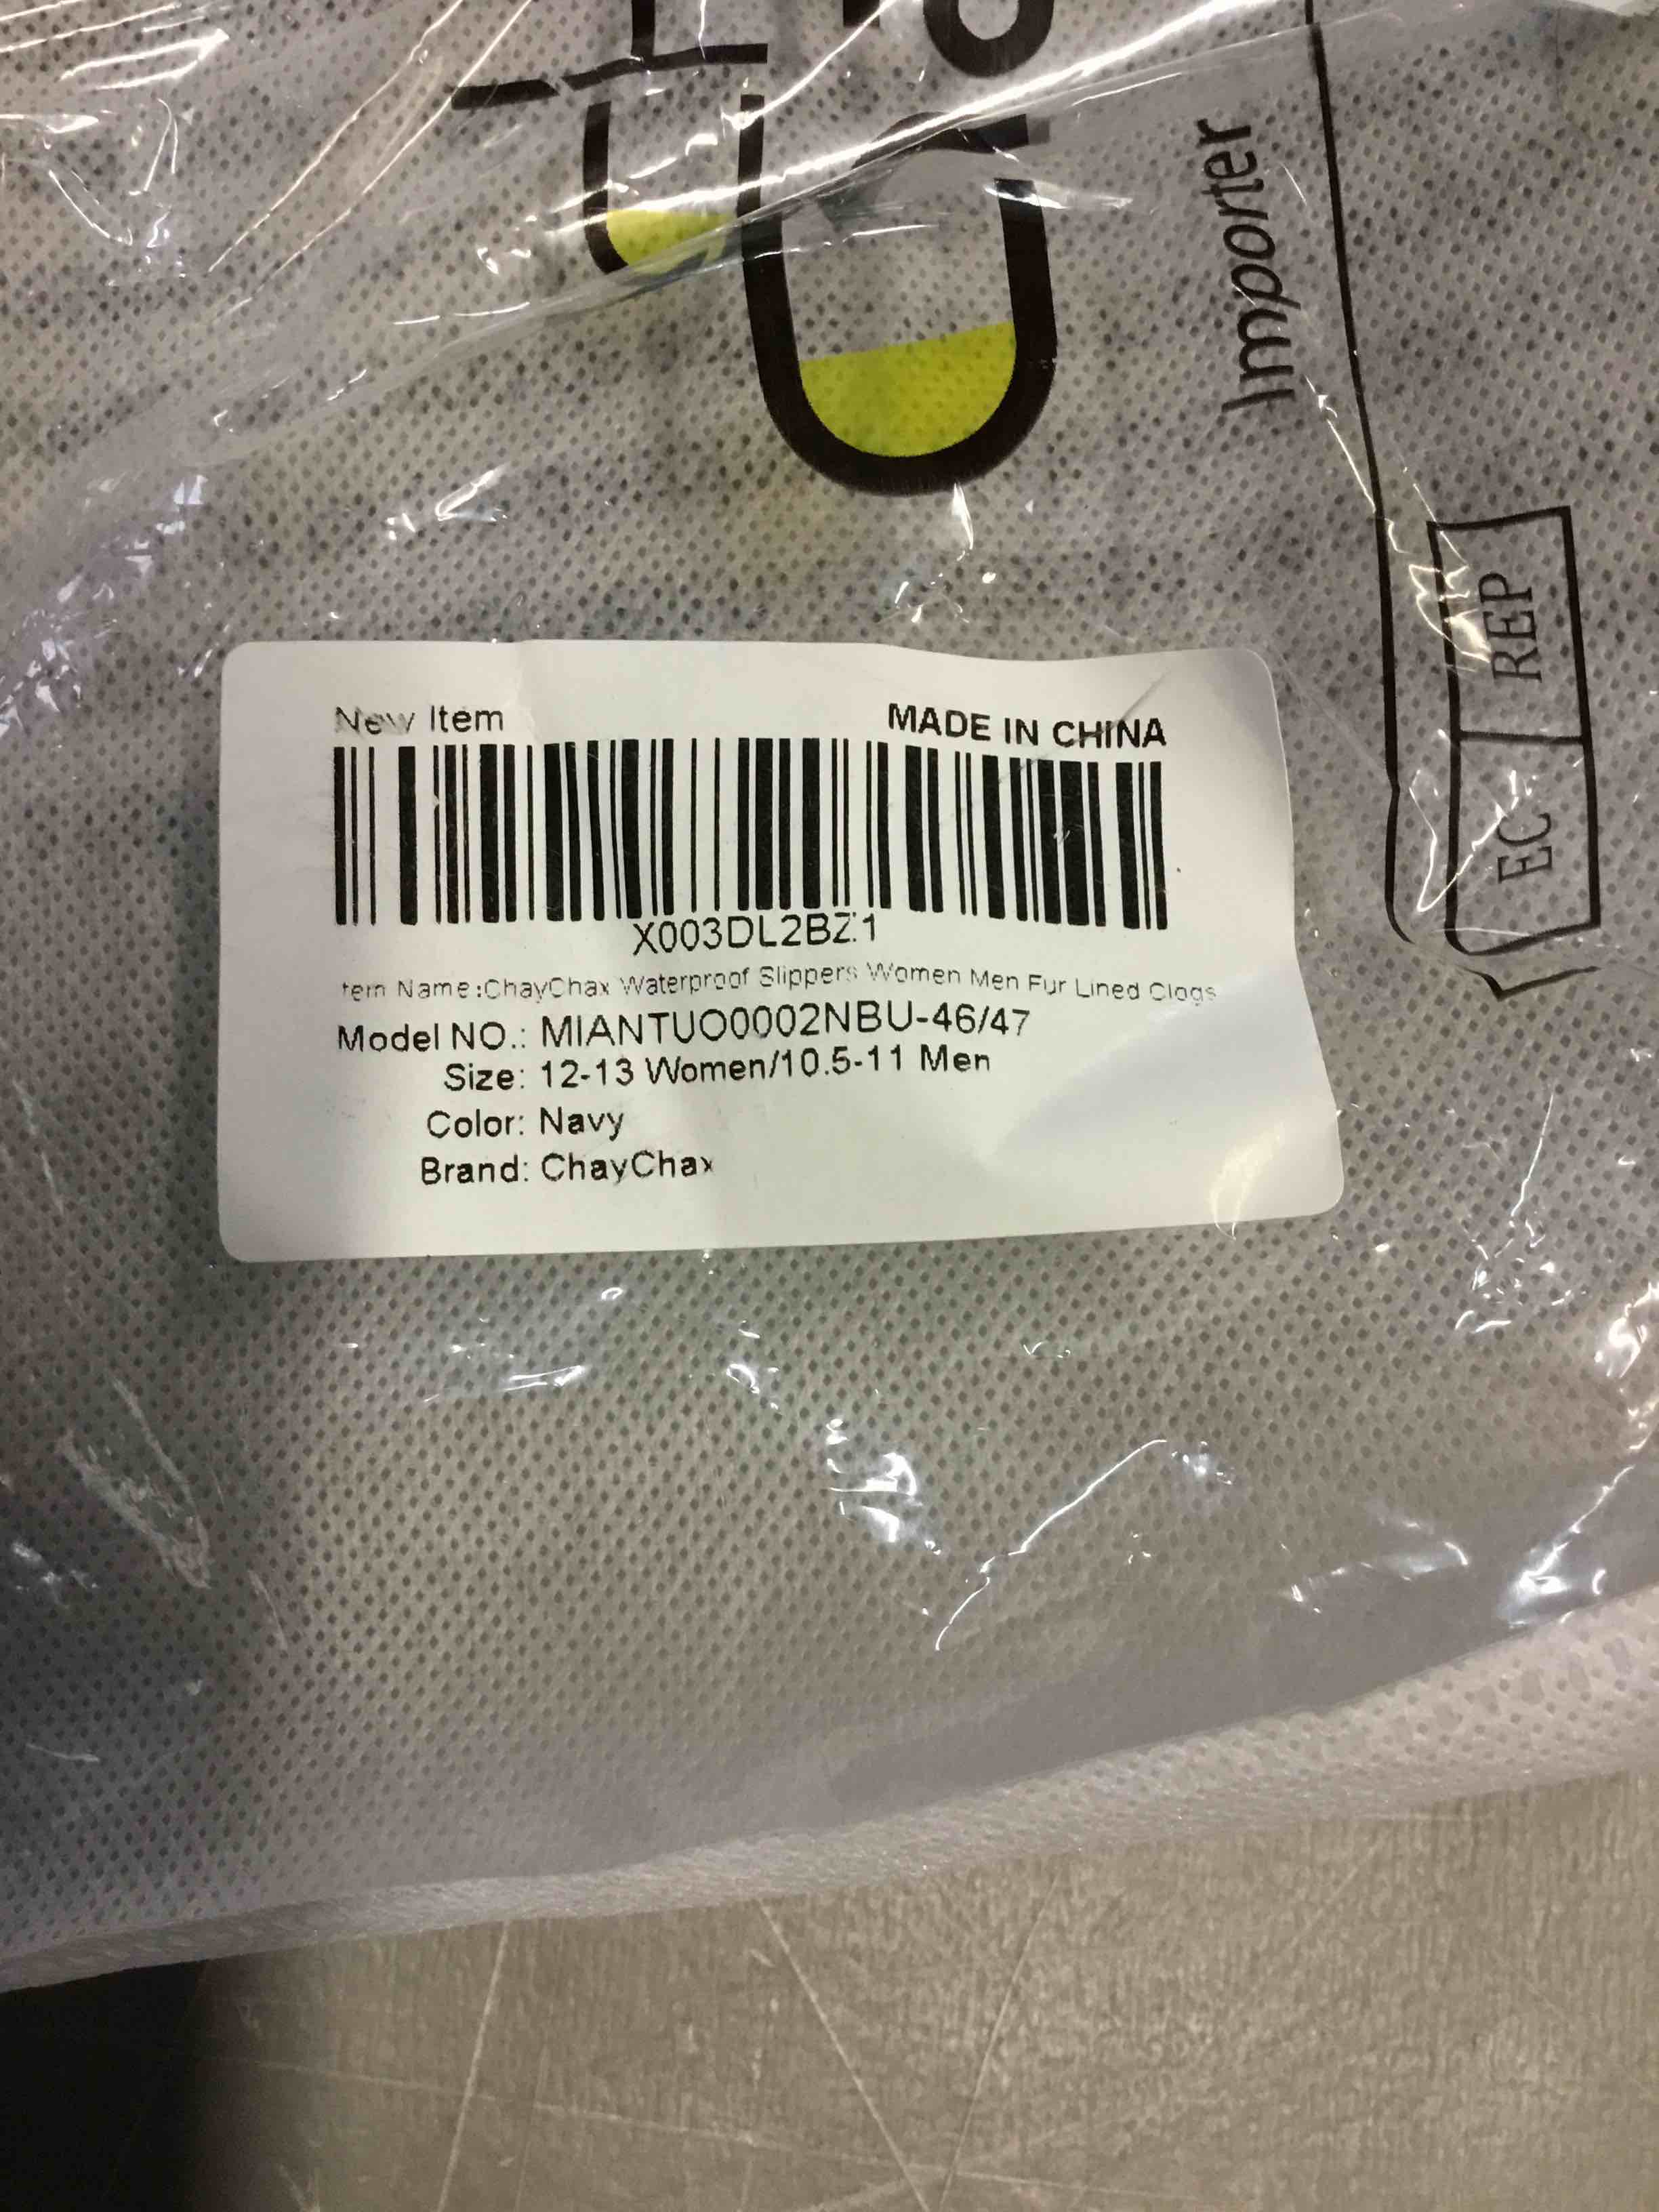 Importer
EC REP
New Item MADE IN CHINA
X003DL2BZ1
tem Name:ChayChax Waterproof Slippers Women Men Fur Lined Clogs
Model NO.: MIANTUO0002NBU-46/47
Size: 12-13 Women/10.5-11 Men
Color: Navy
Brand: ChayChax